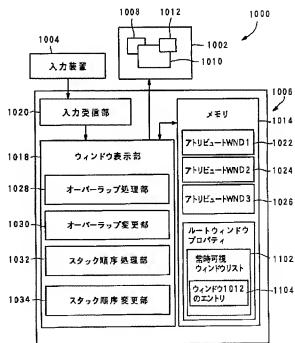 1008
1012
1000
1004
1002
入力装置
1010
1006
1020
入力受信部
メモリ
1014
1018
ウィンドウ表示部
アトリビュートWND1
1022
1028
オーバーラップ処理部
アトリビュートWND2
1024
アトリビュートWND3
1026
1030
オーバーラップ変更部
ルートウィンドウ
プロパティ
1032
スタック順序処理部
常時可視
ウィンドウリスト
1102
ウィンドウ1012
のエントリ
1104
1034
スタック順序変更部